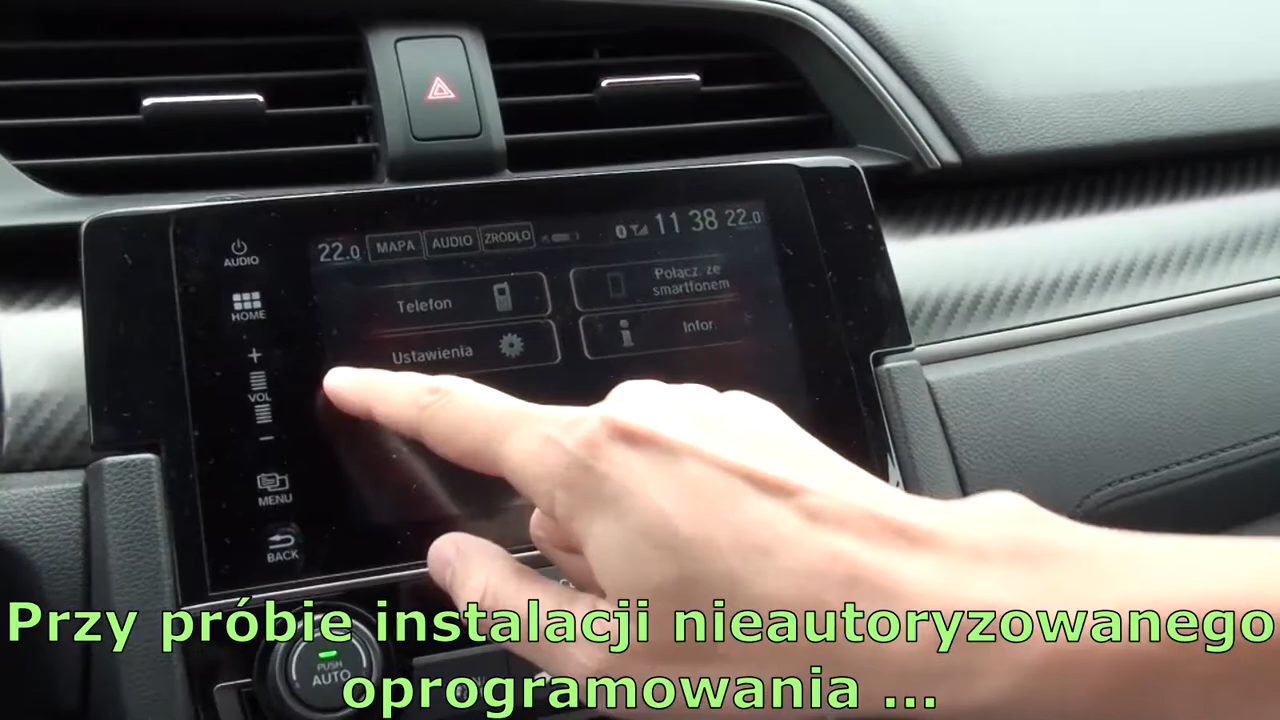 AUDIO
HOME
+
VOL
−
MENU
BACK
22.0 MAPA AUDIO ŹRÓDŁO 11 38 22.0
Telefon
Połącz. ze
smartfonem
Ustawienia
Infor.
PUSH
AUTO
Przy próbie instalacji nieautoryzowanego
oprogramowania ...